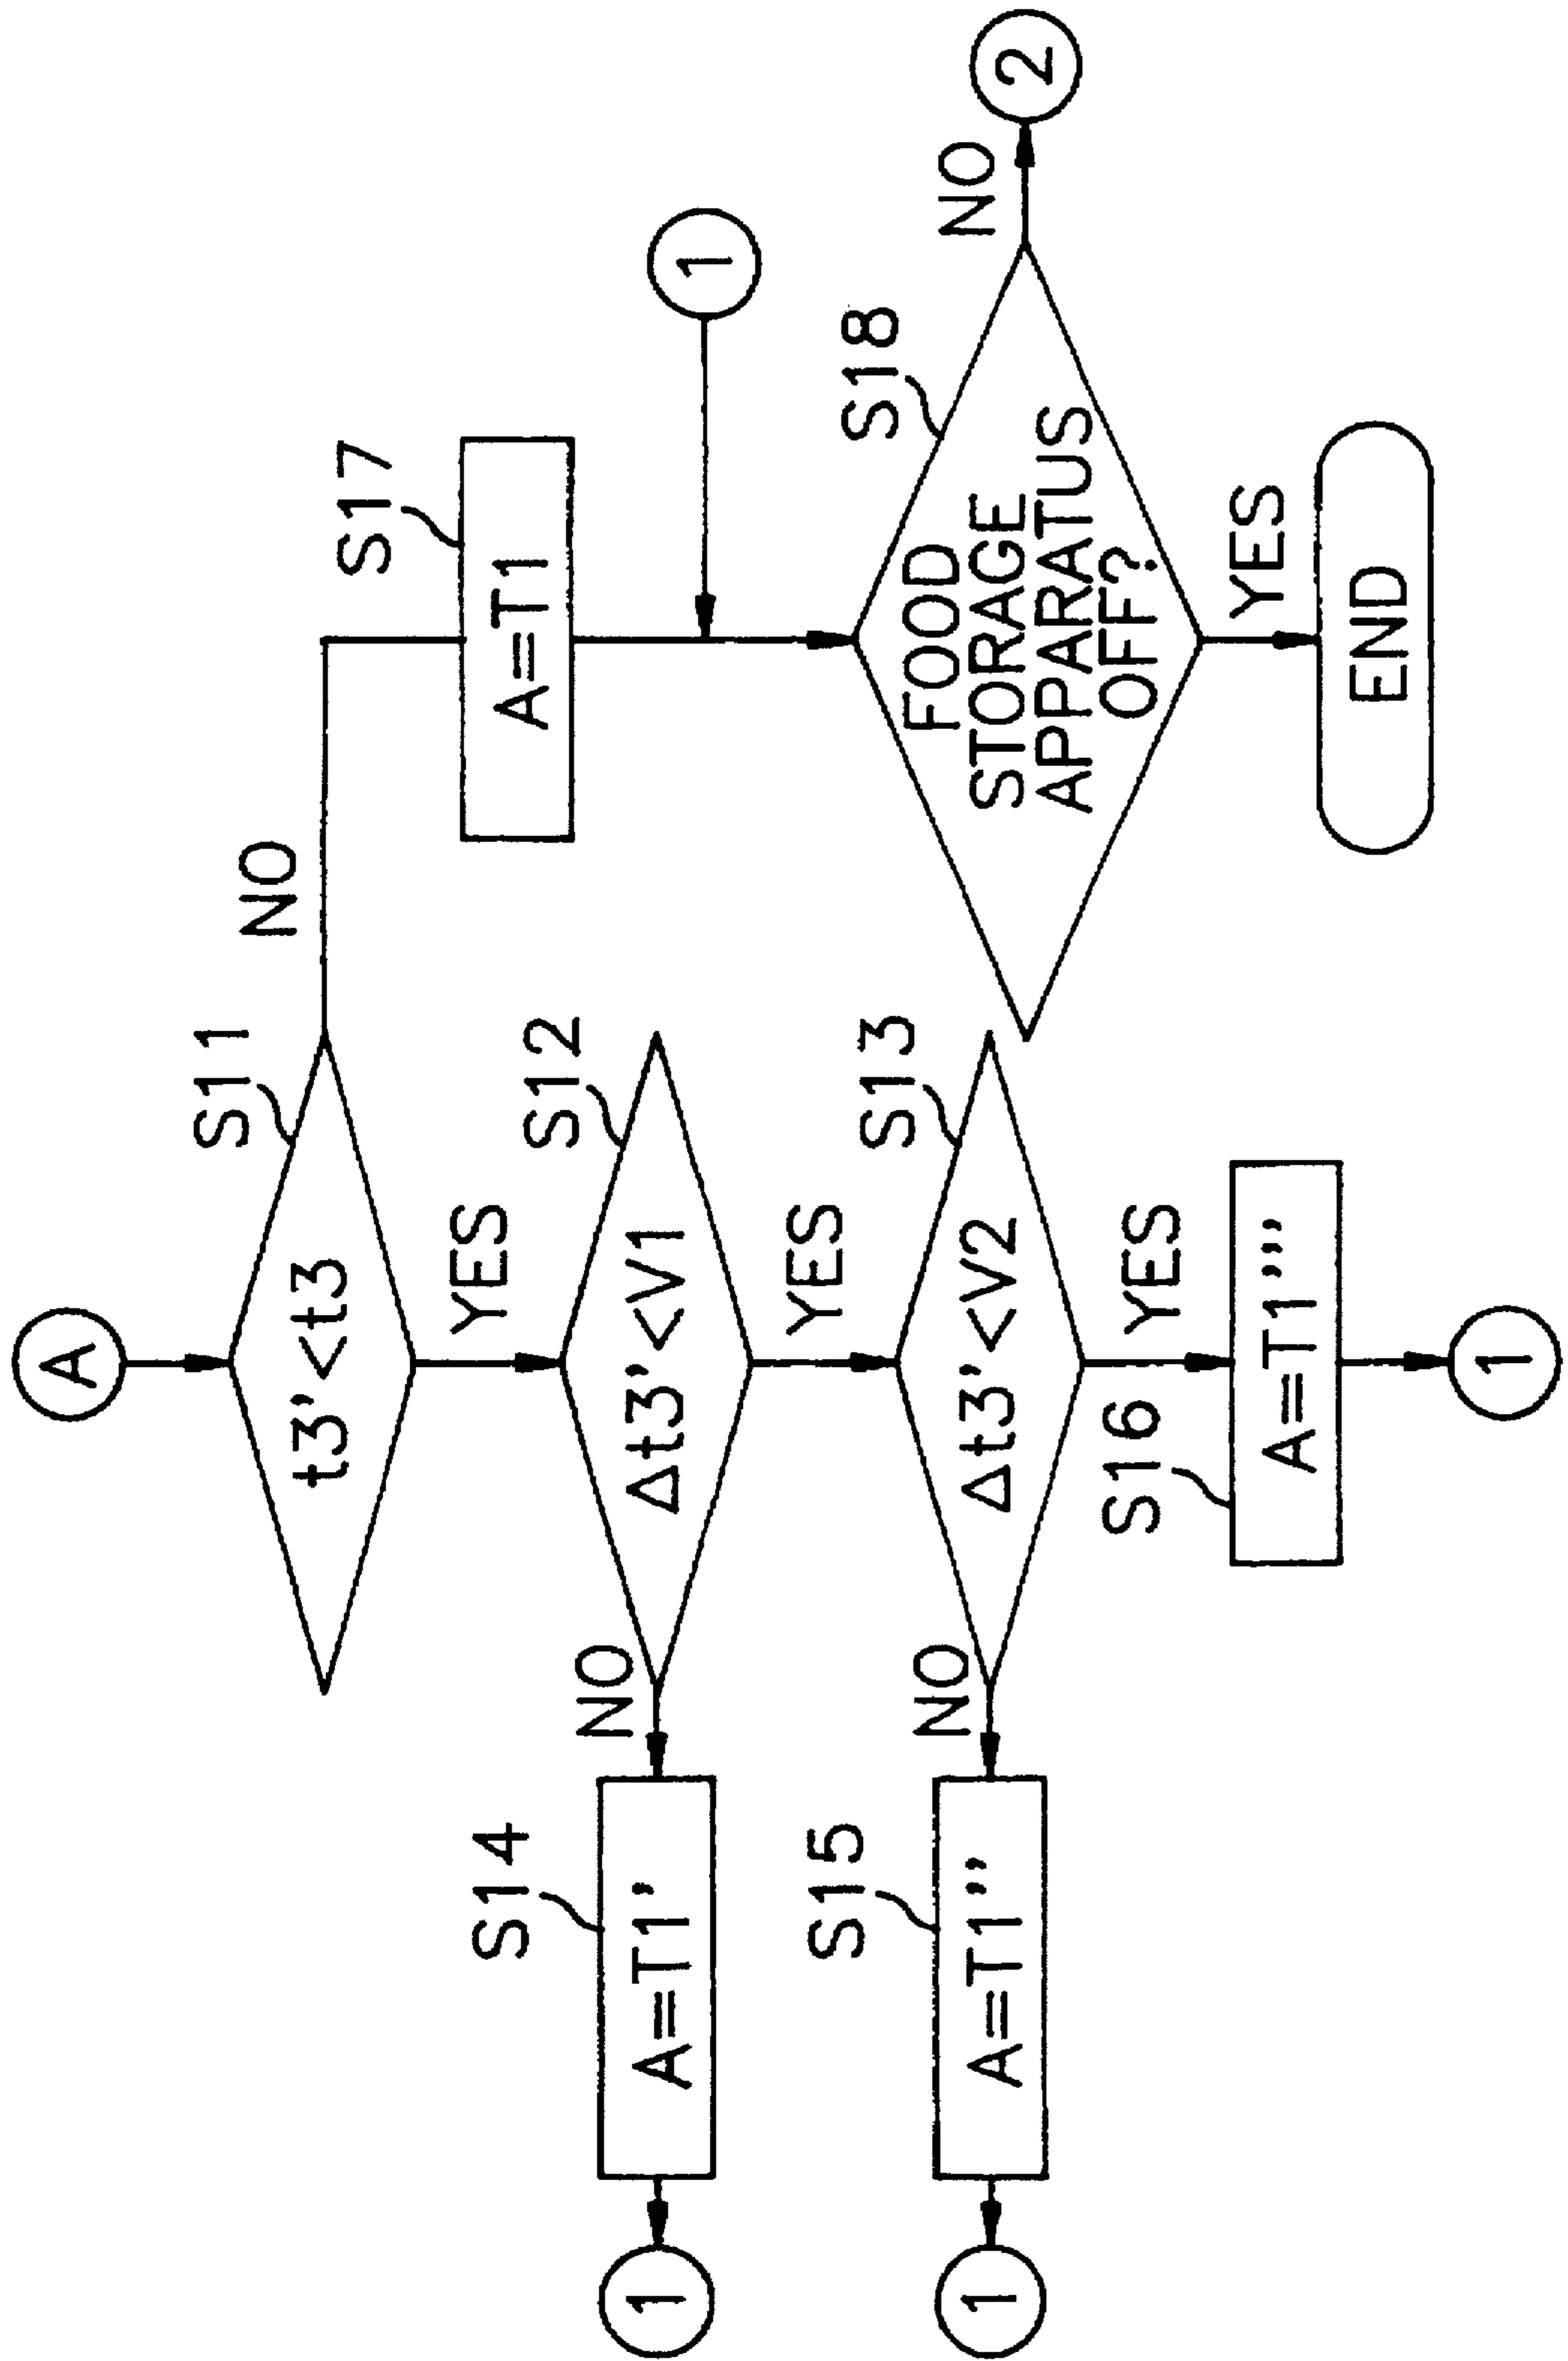 A
S11
t3'<t3
NO
YES
S12
Δt3'<V1
NO
YES
S14
A=T1'
1
S13
Δt3'<V2
NO
YES
S15
A=T1"
1
S16
A=T1'"
1
S17
A=T1
1
S18
FOOD
STORAGE
APPARATUS
OFF?
NO
2
YES
END